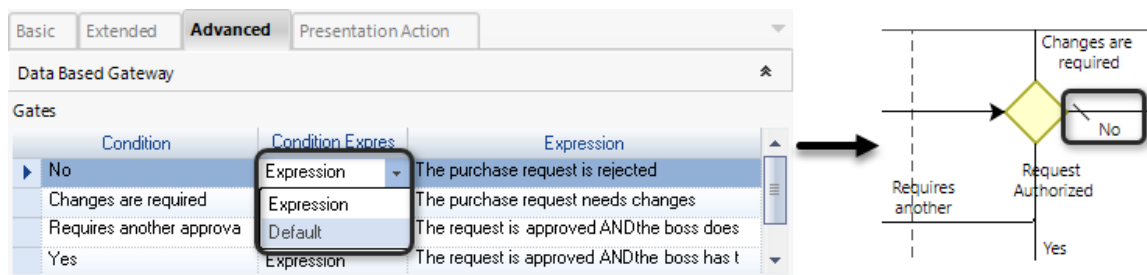 Basic Extended Advanced Presentation Action
Data Based Gateway
Gates
Condition Condition Expres Expression
No Expression The purchase request is rejected
Changes are required Expression The purchase request needs changes
Requires another approva Default The request is approved ANDthe boss does
Yes Expression The request is approved ANDthe boss has t
Changes are
required
No
Request
Authorized
Requires
another
Yes